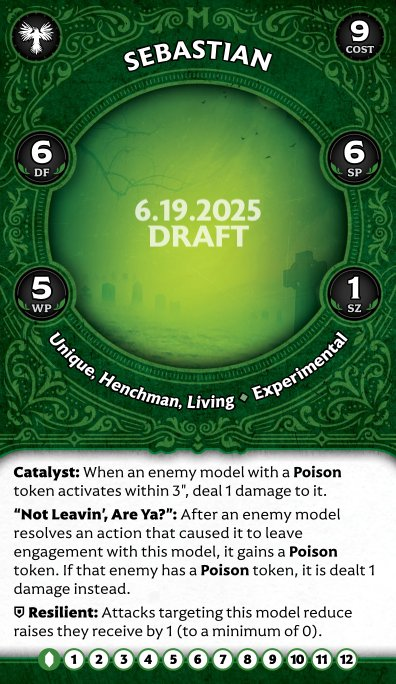 SEBASTIAN
9
COST
6
DF
6
SP
6.19.2025
DRAFT
5
WP
1
SZ
Unique, Henchman, Living ♦ Experimental
Catalyst: When an enemy model with a Poison
token activates within 3", deal 1 damage to it.
“Not Leavin’, Are Ya?”: After an enemy model
resolves an action that caused it to leave
engagement with this model, it gains a Poison
token. If that enemy has a Poison token, it is dealt 1
damage instead.
Resilient: Attacks targeting this model reduce
raises they receive by 1 (to a minimum of 0).
1 2 3 4 5 6 7 8 9 10 11 12